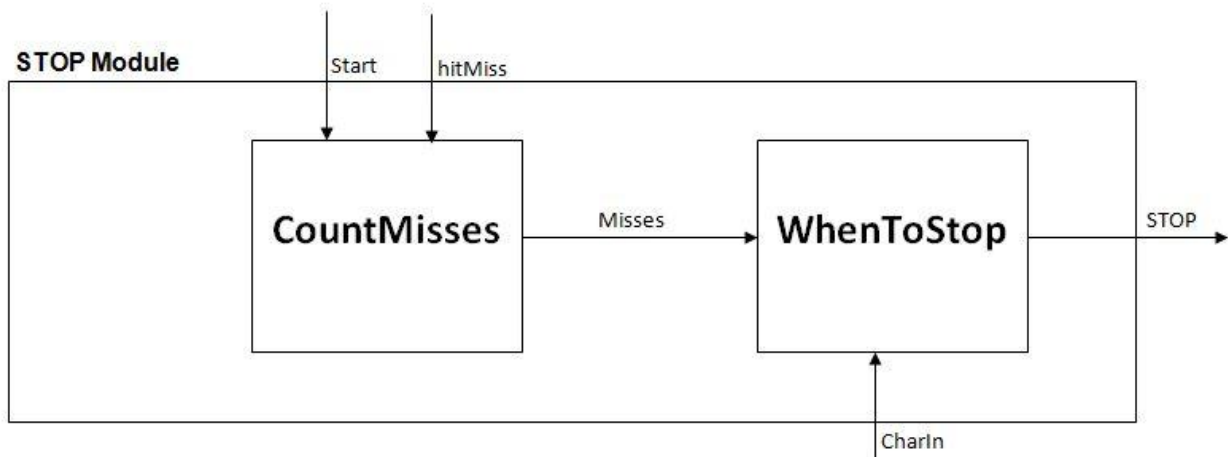 STOP Module
Start
hitMiss
CountMisses
Misses
WhenToStop
STOP
CharIn